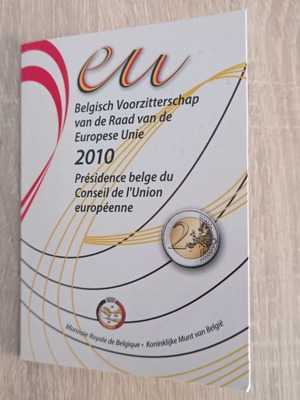 eu
Belgisch Voorzitterschap
van de Raad van de
Europese Unie
2010
Présidence belge du
Conseil de l'Union
européenne
2
Monnaie Royale de Belgique • Koninklijke Munt van België